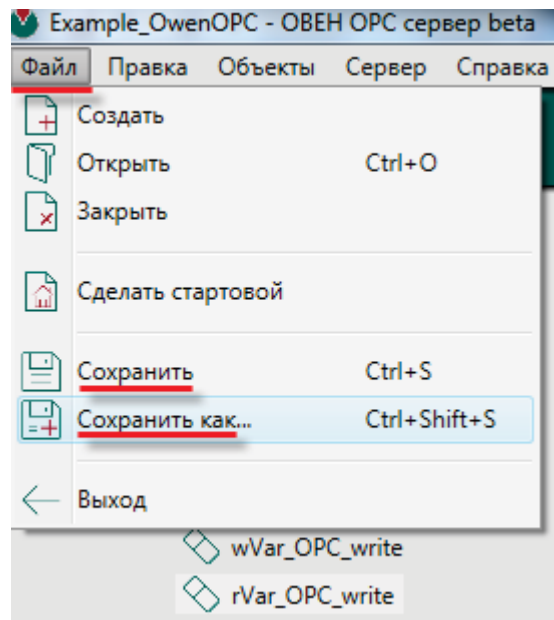 Example_OwenOPC - ОВЕН OPC сервер beta
Файл Правка Объекты Сервер Справка
Создать
Открыть Ctrl+O
Закрыть
Сделать стартовой
Сохранить Ctrl+S
Сохранить как... Ctrl+Shift+S
Выход
wVar_OPC_write
rVar_OPC_write